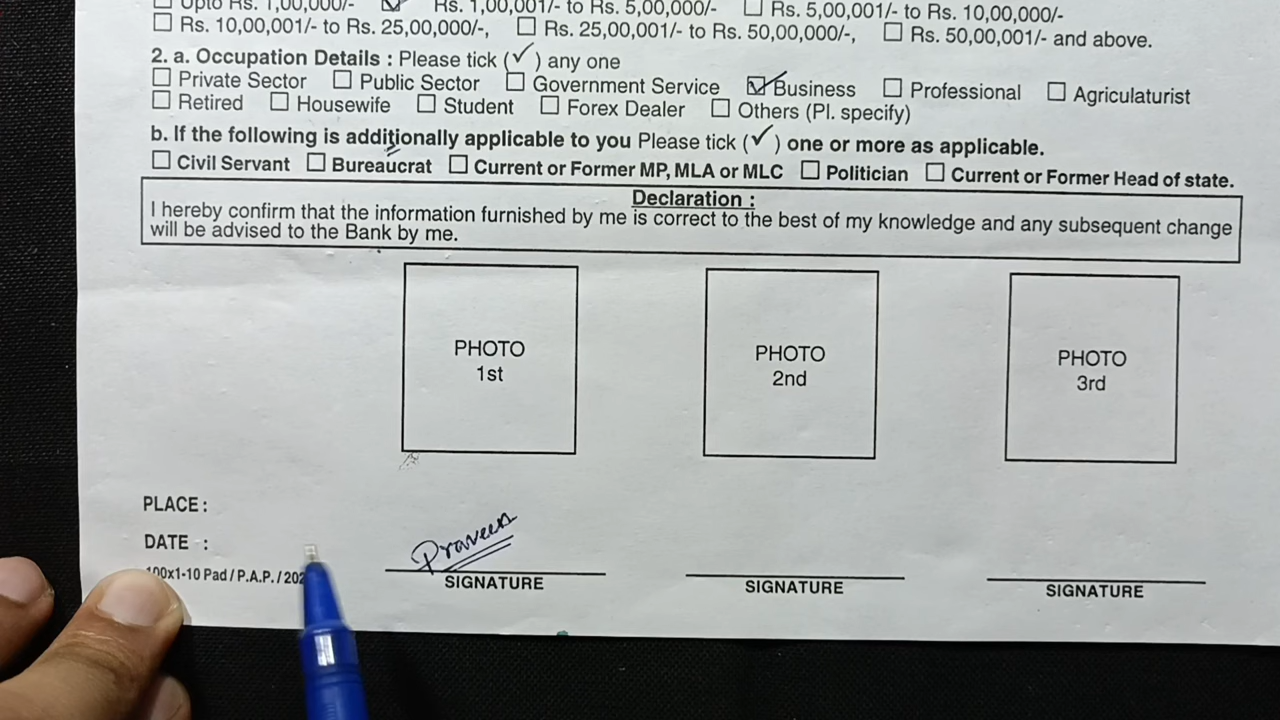 ☐ Upto Rs. 1,00,000/- ☑ Rs. 1,00,001/- to Rs. 5,00,000/- ☐ Rs. 5,00,001/- to Rs. 10,00,000/-
☐ Rs. 10,00,001/- to Rs. 25,00,000/-, ☐ Rs. 25,00,001/- to Rs. 50,00,000/-, ☐ Rs. 50,00,001/- and above.
2. a. Occupation Details : Please tick (✓) any one
☐ Private Sector ☐ Public Sector ☐ Government Service ☑ Business ☐ Professional ☐ Agriculaturist
☐ Retired ☐ Housewife ☐ Student ☐ Forex Dealer ☐ Others (Pl. specify)
b. If the following is additionally applicable to you Please tick (✓) one or more as applicable.
☐ Civil Servant ☐ Bureaucrat ☐ Current or Former MP, MLA or MLC ☐ Politician ☐ Current or Former Head of state.
Declaration :
I hereby confirm that the information furnished by me is correct to the best of my knowledge and any subsequent change
will be advised to the Bank by me.
PHOTO
1st
PHOTO
2nd
PHOTO
3rd
PLACE :
DATE :
Praveen
SIGNATURE
SIGNATURE
SIGNATURE
100x1-10 Pad / P.A.P. / 202